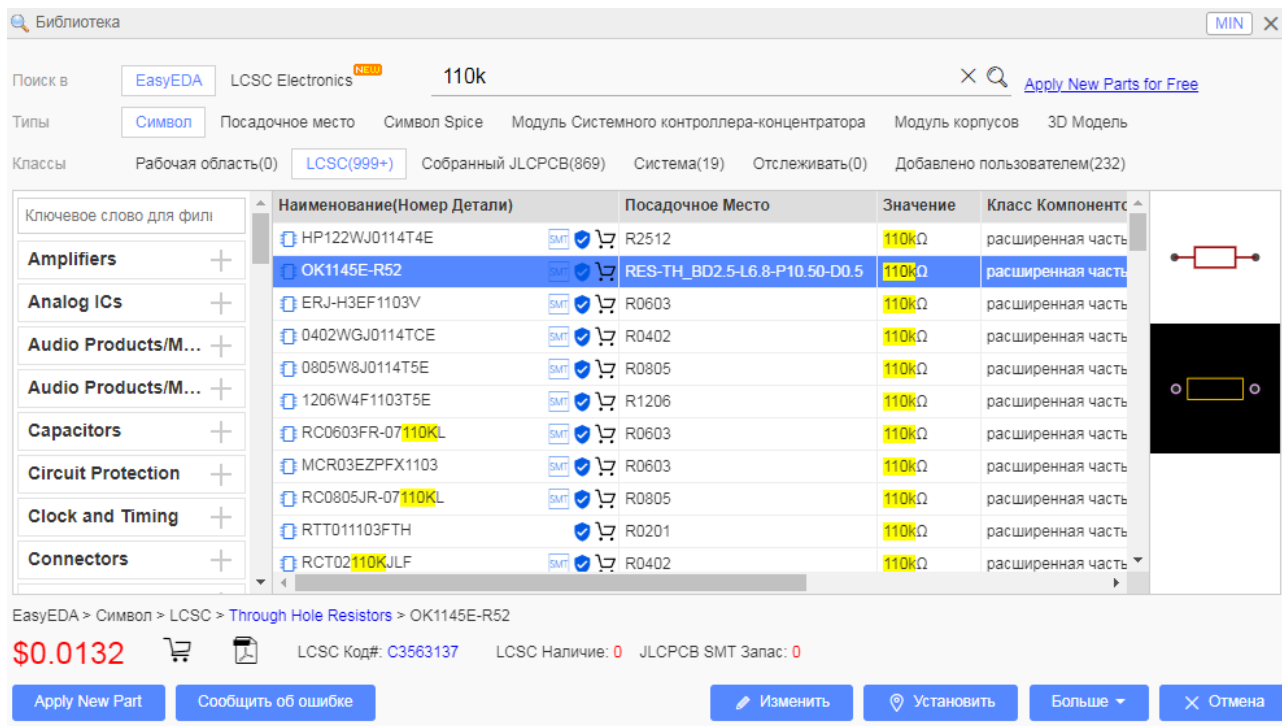 Библиотека MIN
Поиск в EasyEDA LCSC Electronics NEW 110k Apply New Parts for Free
Типы Символ Посадочное место Символ Spice Модуль Системного контроллера-концентратора Модуль корпусов 3D Модель
Классы Рабочая область(0) LCSC(999+) Собранный JLCPCB(869) Система(19) Отслеживать(0) Добавлено пользователем(232)
Ключевое слово для филь
Amplifiers
Analog ICs
Audio Products/M...
Audio Products/M...
Capacitors
Circuit Protection
Clock and Timing
Connectors
Наименование(Номер Детали) Посадочное Место Значение Класс Компоненто
HP122WJ0114T4E SMT R2512 110kΩ расширенная часть
OK1145E-R52 SMT RES-TH_BD2.5-L6.8-P10.50-D0.5 110kΩ расширенная часть
ERJ-H3EF1103V SMT R0603 110kΩ расширенная часть
0402WGJ0114TCE SMT R0402 110kΩ расширенная часть
0805W8J0114T5E SMT R0805 110kΩ расширенная часть
1206W4F1103T5E SMT R1206 110kΩ расширенная часть
RC0603FR-07110KL SMT R0603 110kΩ расширенная часть
MCR03EZPFX1103 SMT R0603 110kΩ расширенная часть
RC0805JR-07110KL SMT R0805 110kΩ расширенная часть
RTT011103FTH R0201 110kΩ расширенная часть
RCT02110KJLF SMT R0402 110kΩ расширенная часть
EasyEDA > Символ > LCSC > Through Hole Resistors > OK1145E-R52
$0.0132 LCSC Код#: C3563137 LCSC Наличие: 0 JLCPCB SMT Запас: 0
Apply New Part Сообщить об ошибке Изменить Установить Больше Отмена